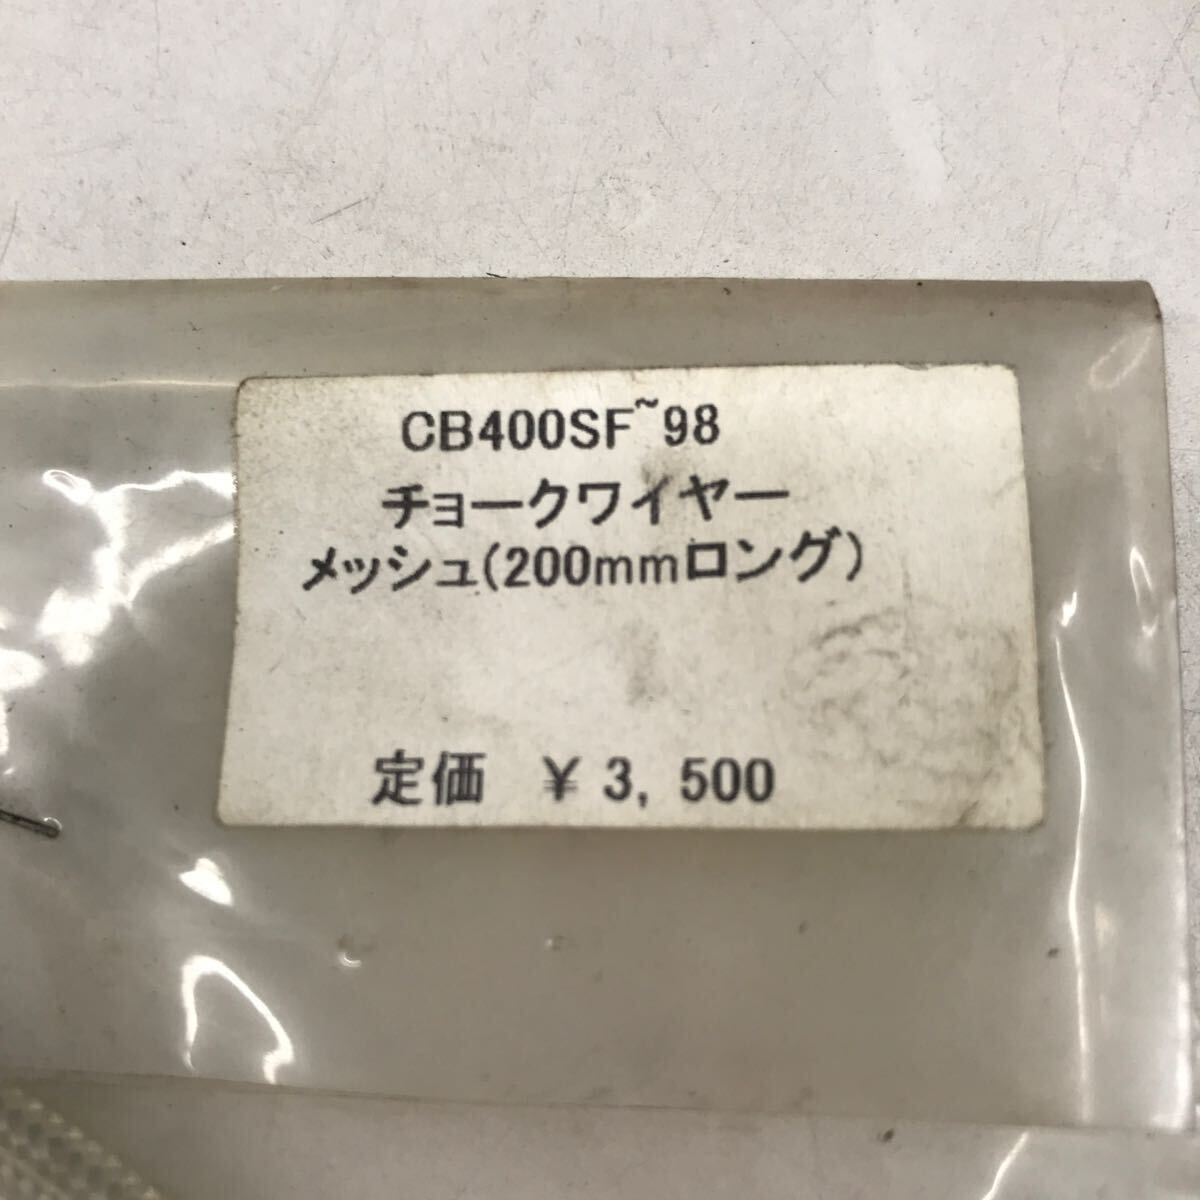 CB400SF~98
チョークワイヤー
メッシュ(200mmロング)
定価 ¥3,500